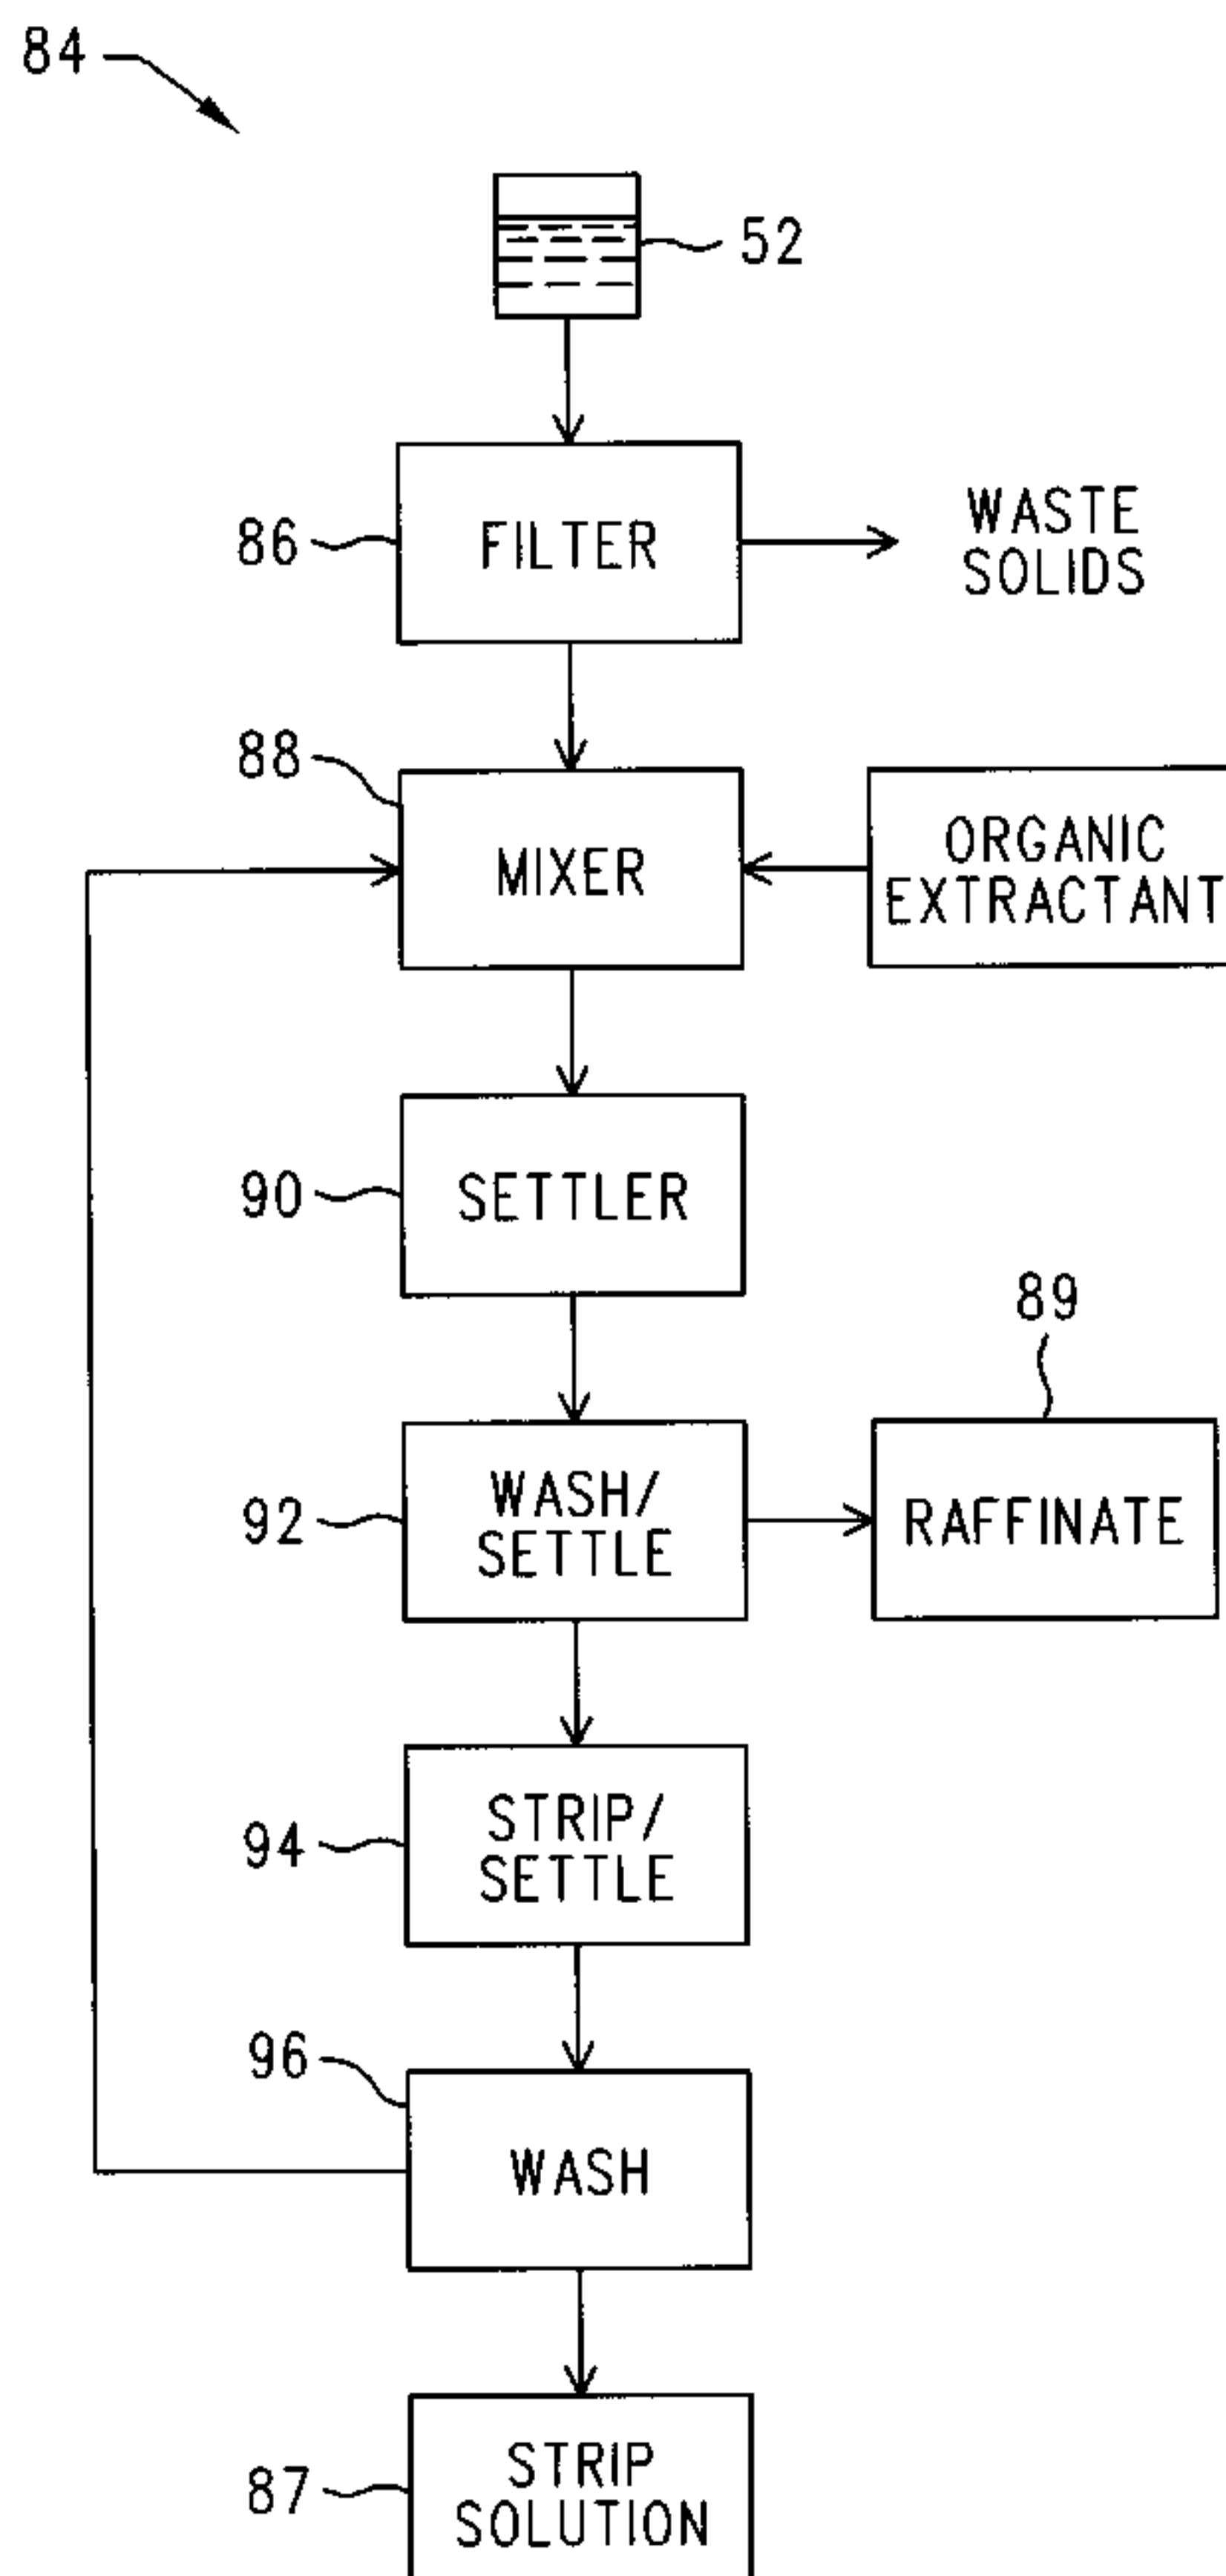 84
52
86
FILTER
WASTE
SOLIDS
88
MIXER
ORGANIC
EXTRACTANT
90
SETTLER
89
92
WASH/
SETTLE
RAFFINATE
94
STRIP/
SETTLE
96
WASH
87
STRIP
SOLUTION